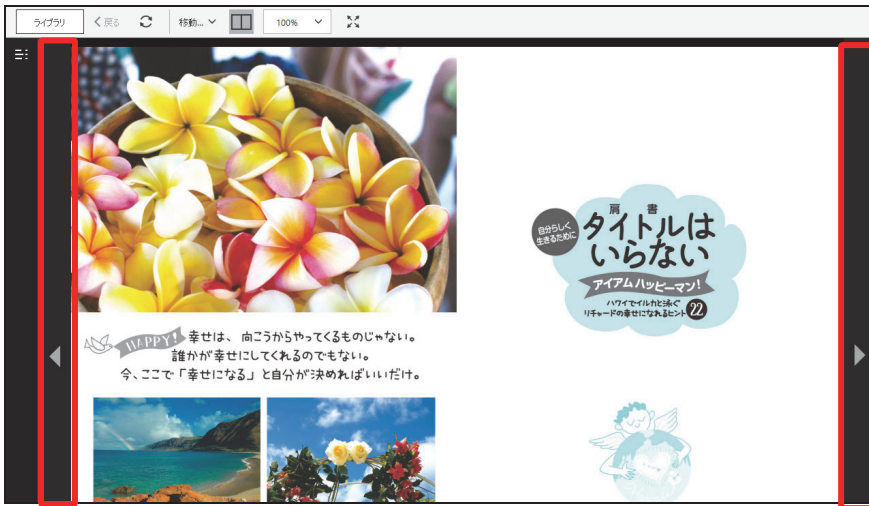 ライブラリ
戻る
移動...
100%
HAPPY!
幸せは、向こうからやってくるものじゃない。
誰かが幸せにしてくれるのでもない。
今、ここで「幸せになる」と自分が決めればいいだけ。
自分らしく
生きるために
肩書
タイトルは
いらない
アイアムハッピーマン!
ハワイでイルカと泳ぐ
リチャードの幸せになれるヒント22